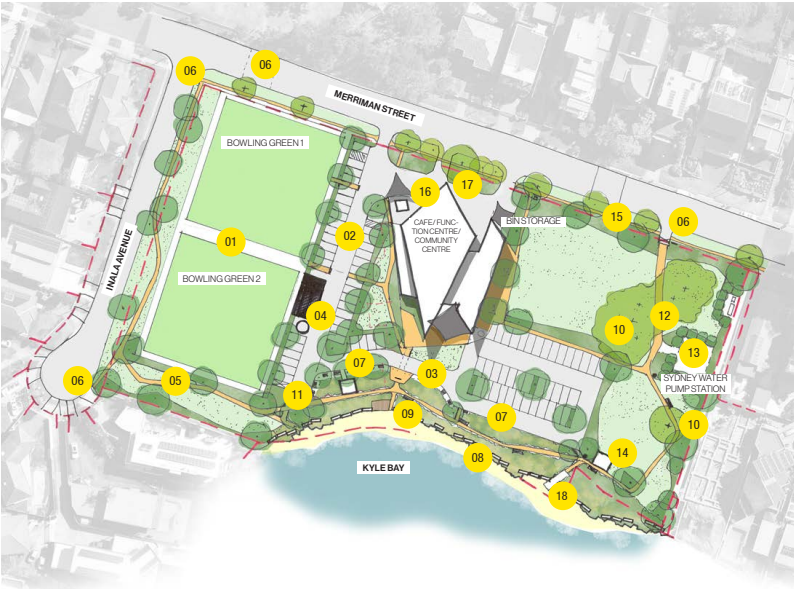 06
06
MERRIMAN STREET
BOWLING GREEN 1
16
17
15
06
BIN STORAGE
CAFE/ FUNC-
TION CENTRE/
COMMUNITY
CENTRE
INALA AVENUE
01
02
BOWLING GREEN 2
04
10
12
13
SYDNEY WATER
PUMP STATION
06
05
07
03
11
09
07
10
08
14
KYLE BAY
18